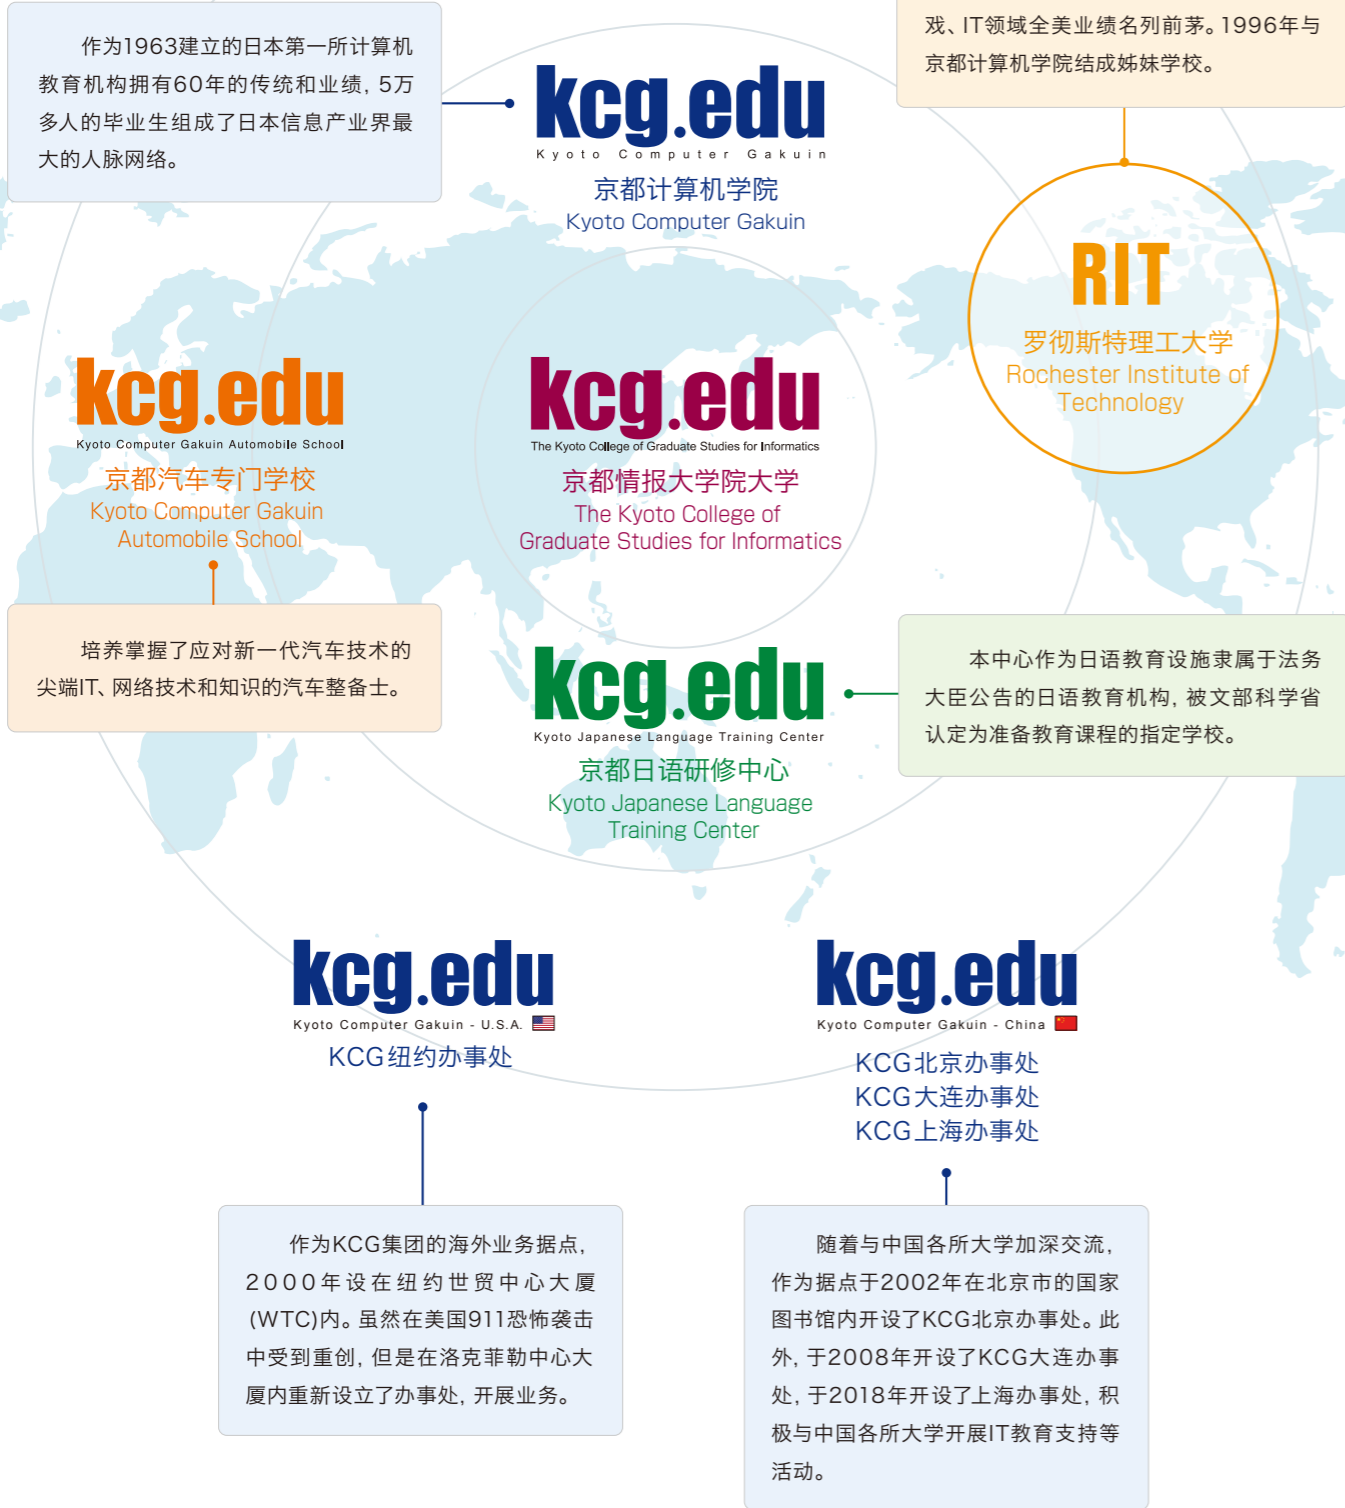 作为1963建立的日本第一所计算机
教育机构拥有60年的传统和业绩，5万
多人的毕业生组成了日本信息产业界最
大的人脉网络。
戏、IT领域全美业绩名列前茅。1996年与
京都计算机学院结成姊妹学校。
kcg.edu
Kyoto Computer Gakuin
京都计算机学院
Kyoto Computer Gakuin
RIT
罗彻斯特理工大学
Rochester Institute of
Technology
kcg.edu
Kyoto Computer Gakuin Automobile School
京都汽车专门学校
Kyoto Computer Gakuin
Automobile School
kcg.edu
The Kyoto College of Graduate Studies for Informatics
京都情报大学院大学
The Kyoto College of
Graduate Studies for Informatics
培养掌握了应对新一代汽车技术的
尖端IT、网络技术和知识的汽车整备士。
kcg.edu
Kyoto Japanese Language Training Center
京都日语研修中心
Kyoto Japanese Language
Training Center
本中心作为日语教育设施隶属于法务
大臣公告的日语教育机构，被文部科学省
认定为准备教育课程的指定学校。
kcg.edu
Kyoto Computer Gakuin - U.S.A.
KCG纽约办事处
kcg.edu
Kyoto Computer Gakuin - China
KCG北京办事处
KCG大连办事处
KCG上海办事处
作为KCG集团的海外业务据点，
2000年设在纽约世贸中心大厦
(WTC)内。虽然在美国911恐怖袭击
中受到重创，但是在洛克菲勒中心大
厦内重新设立了办事处，开展业务。
随着与中国各所大学加深交流，
作为据点于2002年在北京市的国家
图书馆内开设了KCG北京办事处。此
外，于2008年开设了KCG大连办事
处，于2018年开设了上海办事处，积
极与中国各所大学开展IT教育支持等
活动。